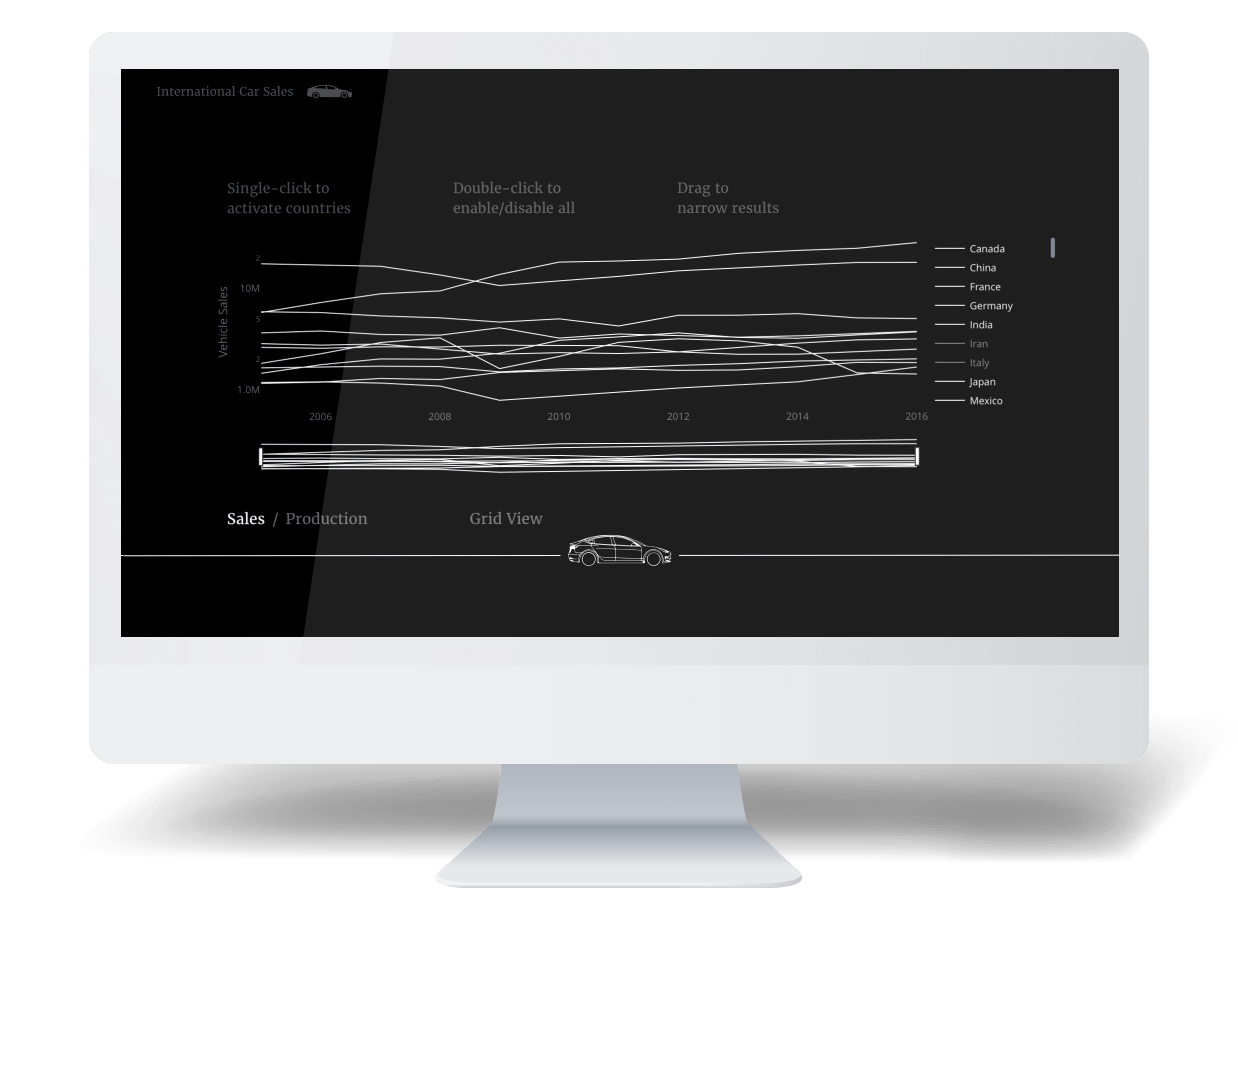 International Car Sales
Single-click to
activate countries
Double-click to
enable/disable all
Drag to
narrow results
Vehicle Sales
2
10M
5
2
1.0M
2006
2008
2010
2012
2014
2016
Canada
China
France
Germany
India
Iran
Italy
Japan
Mexico
Sales / Production
Grid View